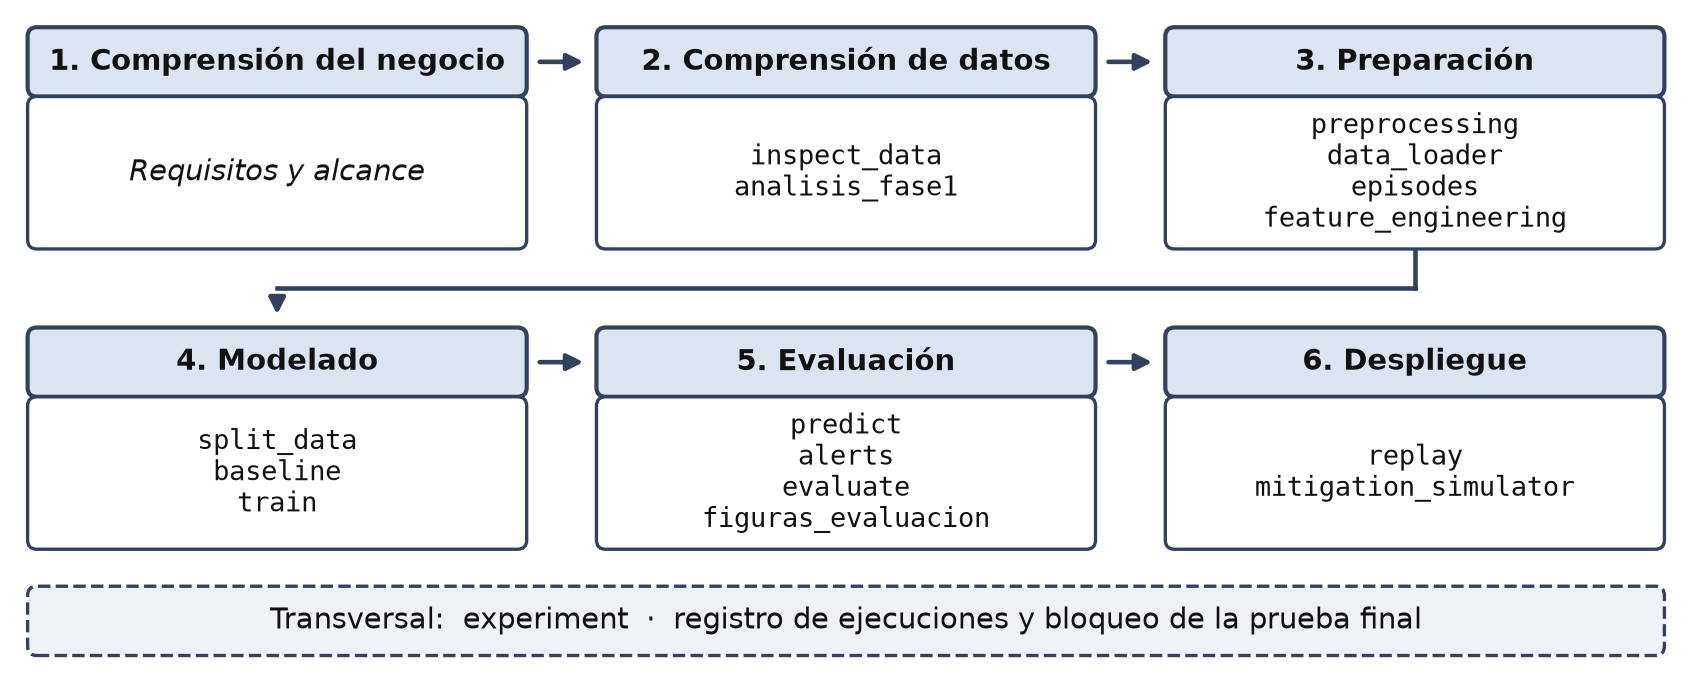 1. Comprensión del negocio
Requisitos y alcance
2. Comprensión de datos
inspect_data
analisis_fase1
3. Preparación
preprocessing
data_loader
episodes
feature_engineering
4. Modelado
split_data
baseline
train
5. Evaluación
predict
alerts
evaluate
figuras_evaluacion
6. Despliegue
replay
mitigation_simulator
Transversal: experiment · registro de ejecuciones y bloqueo de la prueba final